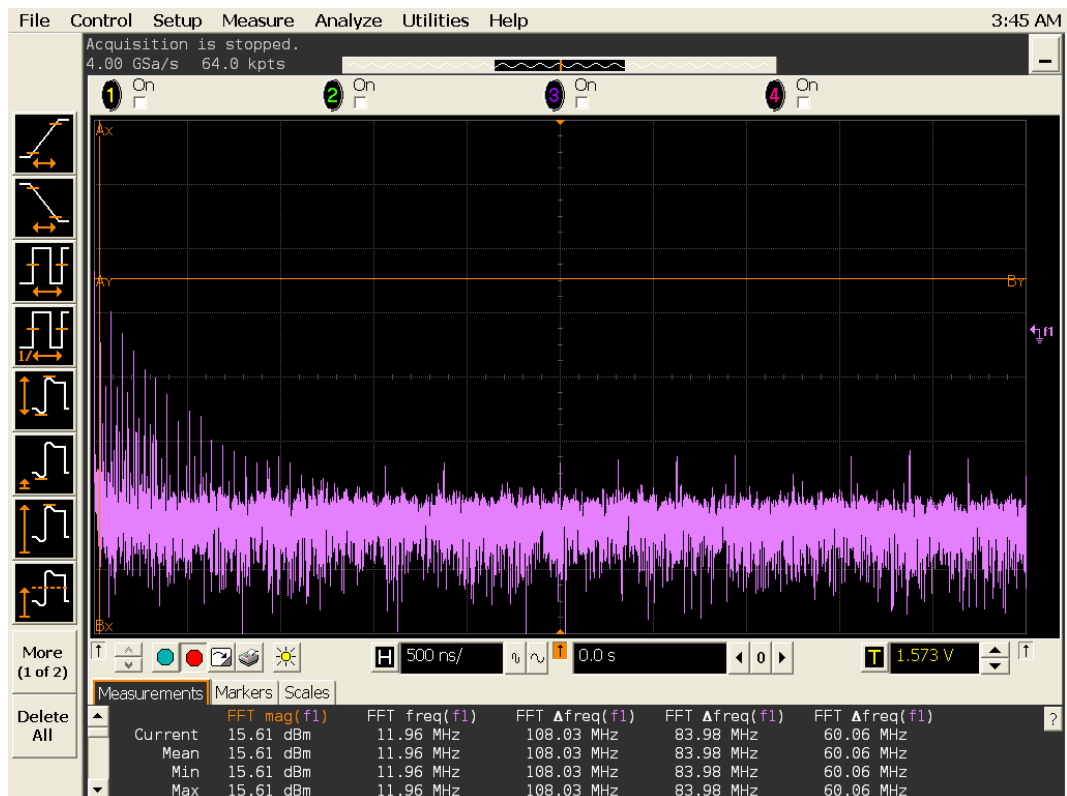 File Control Setup Measure Analyze Utilities Help 3:45 AM
Acquisition is stopped.
4.00 GSa/s 64.0 kpts
1 On 2 On 3 On 4 On
Ax
Ay By
f1
1/
Bx
More
(1 of 2)
Delete
All
H 500 ns/ 0.0 s 0 T 1.573 V
Measurements Markers Scales
FFT mag(f1) FFT freq(f1) FFT Δfreq(f1) FFT Δfreq(f1) FFT Δfreq(f1) ?
Current 15.61 dBm 11.96 MHz 108.03 MHz 83.98 MHz 60.06 MHz
Mean 15.61 dBm 11.96 MHz 108.03 MHz 83.98 MHz 60.06 MHz
Min 15.61 dBm 11.96 MHz 108.03 MHz 83.98 MHz 60.06 MHz
Max 15.61 dBm 11.96 MHz 108.03 MHz 83.98 MHz 60.06 MHz